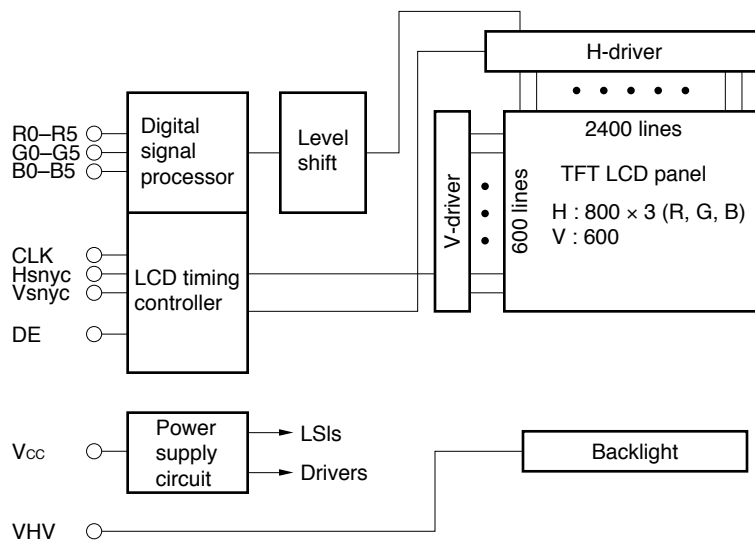 H-driver
R0–R5
G0–G5
B0–B5
Digital
signal
processor
Level
shift
2400 lines
V-driver
600 lines
TFT LCD panel
H : 800 × 3 (R, G, B)
V : 600
CLK
Hsnyc
Vsnyc
DE
LCD timing
controller
VCC
Power
supply
circuit
LSIs
Drivers
Backlight
VHV